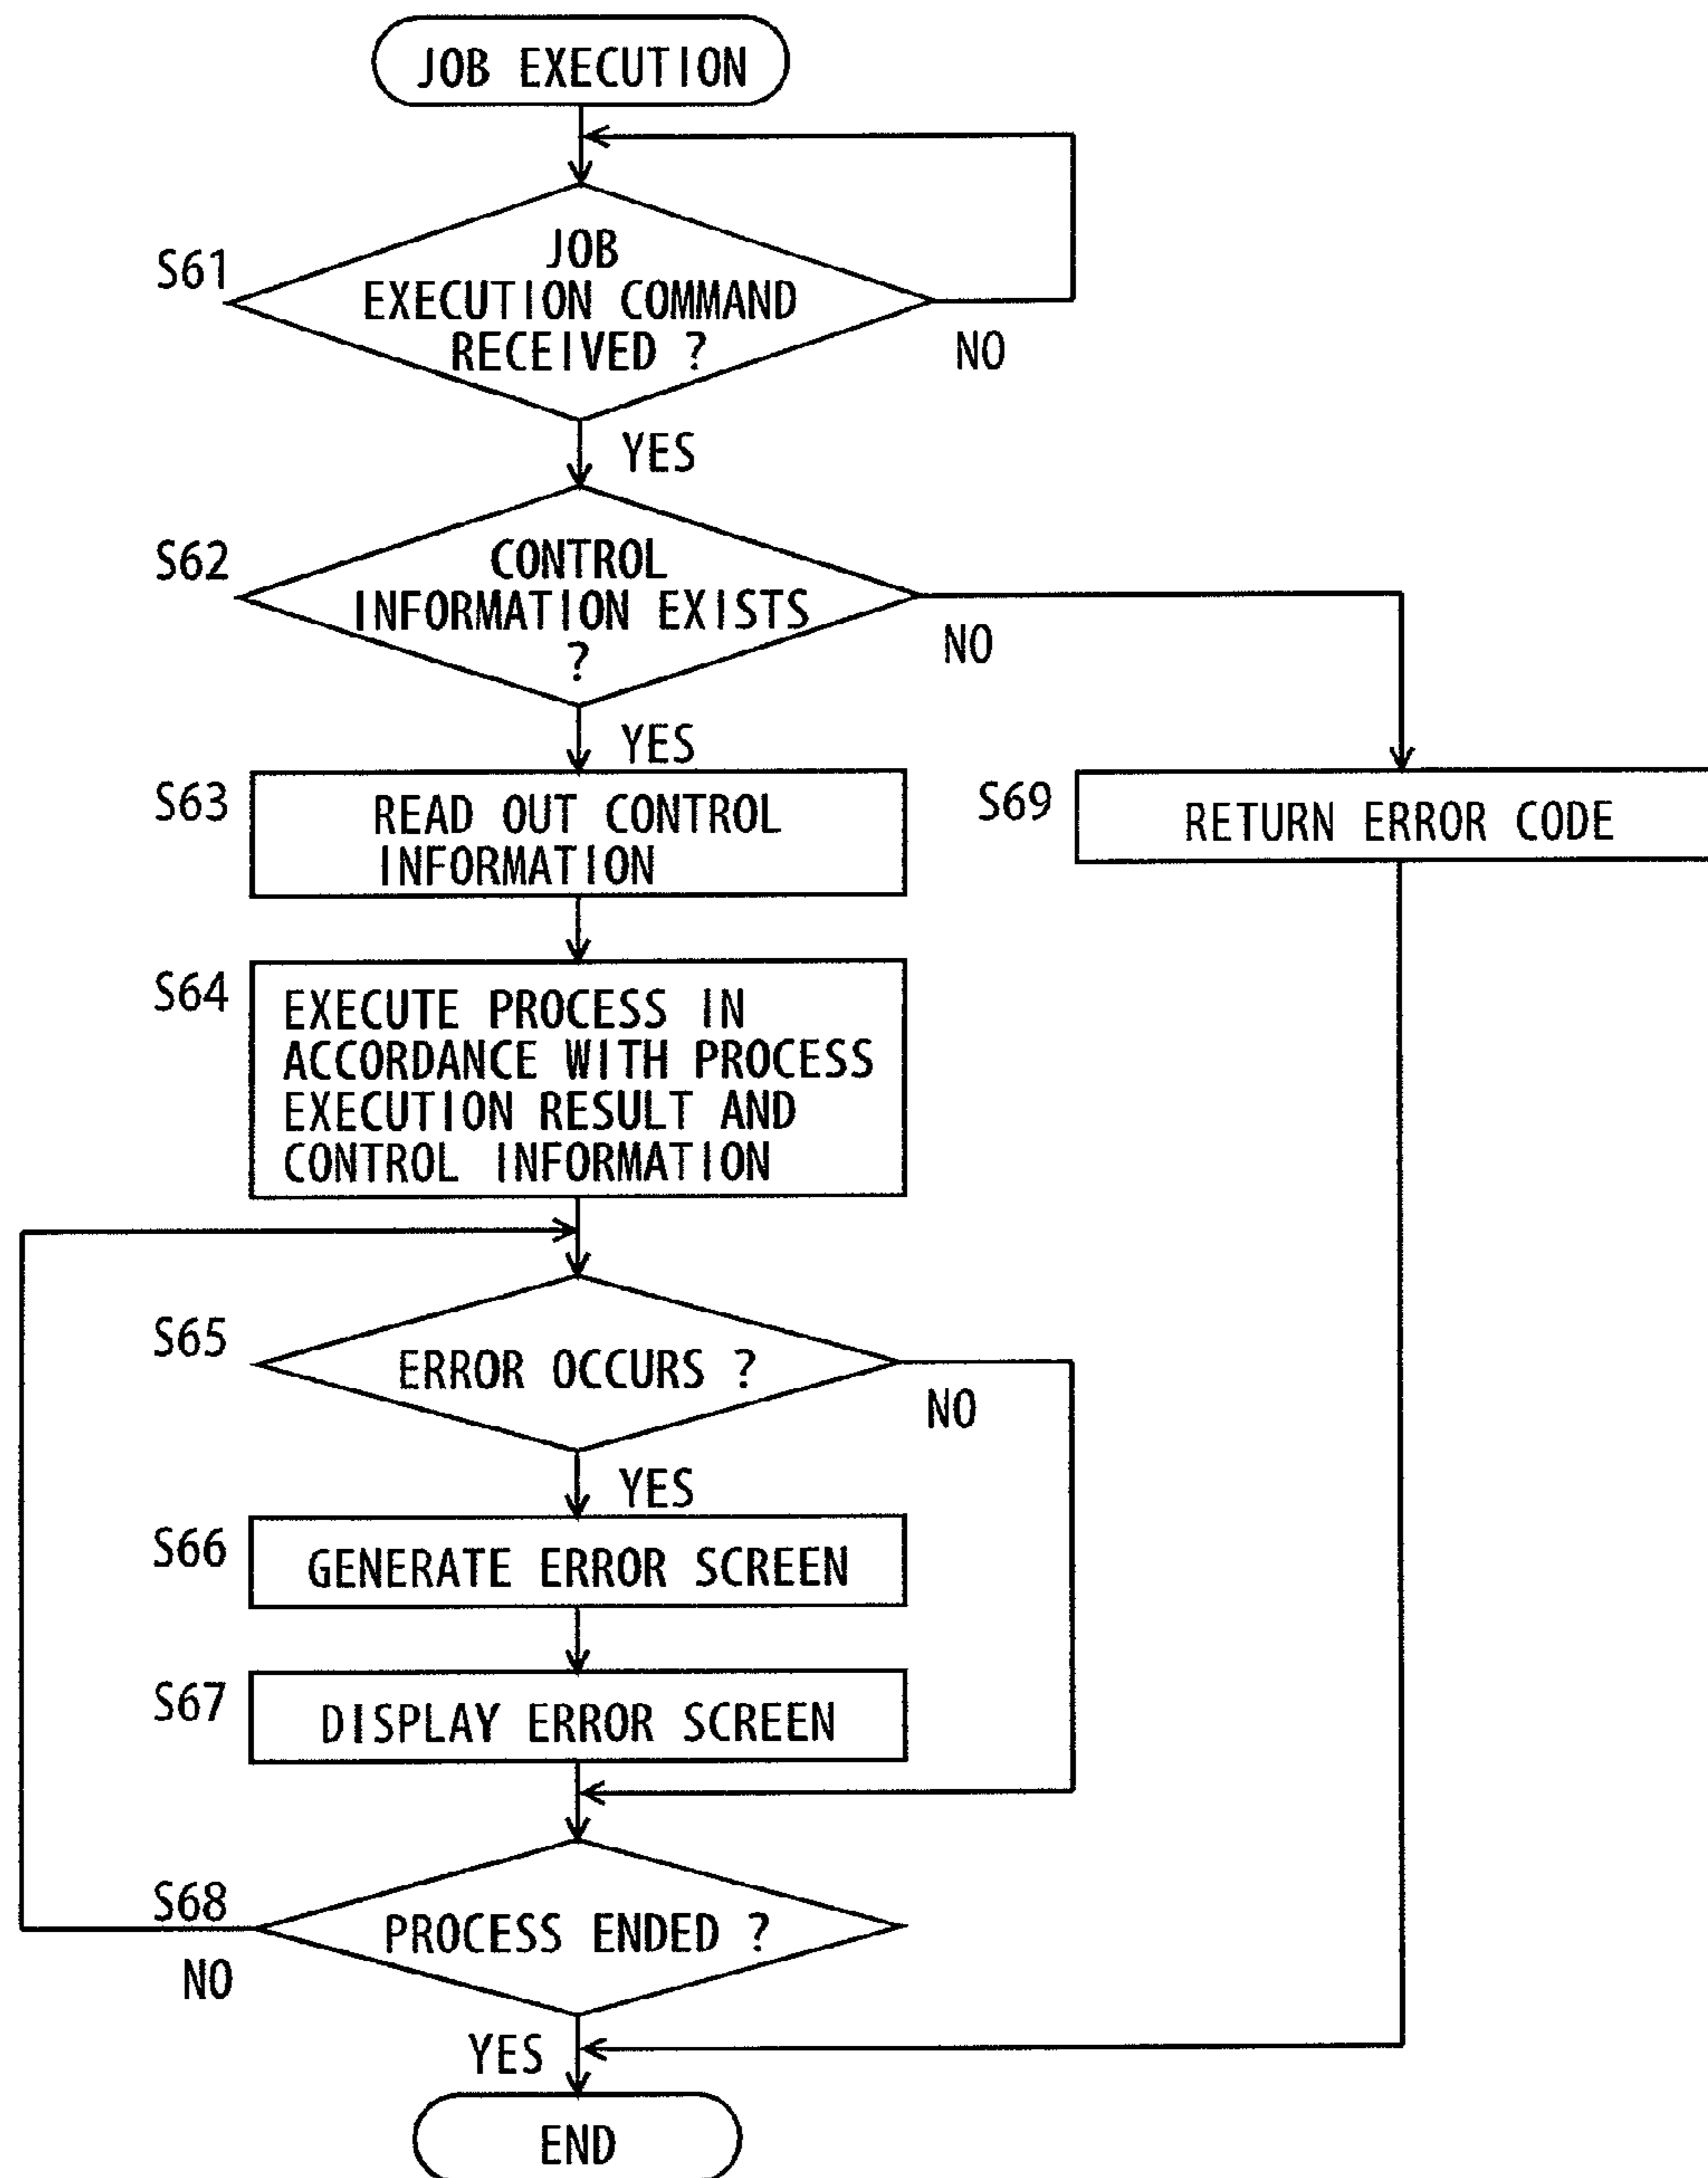 JOB EXECUTION
S61
JOB
EXECUTION COMMAND
RECEIVED ?
NO
YES
S62
CONTROL
INFORMATION EXISTS
?
NO
YES
S63
READ OUT CONTROL
INFORMATION
S69
RETURN ERROR CODE
S64
EXECUTE PROCESS IN
ACCORDANCE WITH PROCESS
EXECUTION RESULT AND
CONTROL INFORMATION
S65
ERROR OCCURS ?
NO
YES
S66
GENERATE ERROR SCREEN
S67
DISPLAY ERROR SCREEN
S68
PROCESS ENDED ?
NO
YES
END